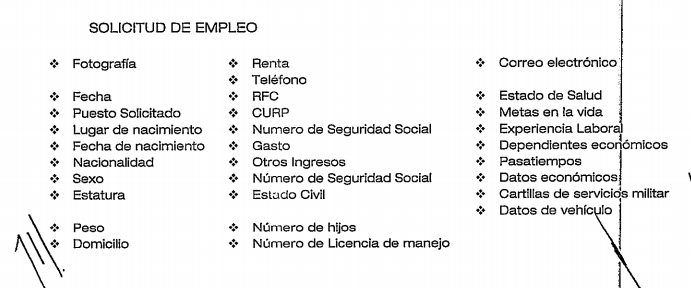 SOLICITUD DE EMPLEO
❖ Fotografía
❖ Fecha
❖ Puesto Solicitado
❖ Lugar de nacimiento
❖ Fecha de nacimiento
❖ Nacionalidad
❖ Sexo
❖ Estatura
❖ Peso
❖ Domicilio
❖ Renta
❖ Teléfono
❖ RFC
❖ CURP
❖ Numero de Seguridad Social
❖ Gasto
❖ Otros Ingresos
❖ Número de Seguridad Social
❖ Estado Civil
❖ Número de hijos
❖ Número de Licencia de manejo
❖ Correo electrónico
❖ Estado de Salud
❖ Metas en la vida
❖ Experiencia Laboral
❖ Dependientes económicos
❖ Pasatiempos
❖ Datos económicos
❖ Cartillas de servicios militar
❖ Datos de vehículo